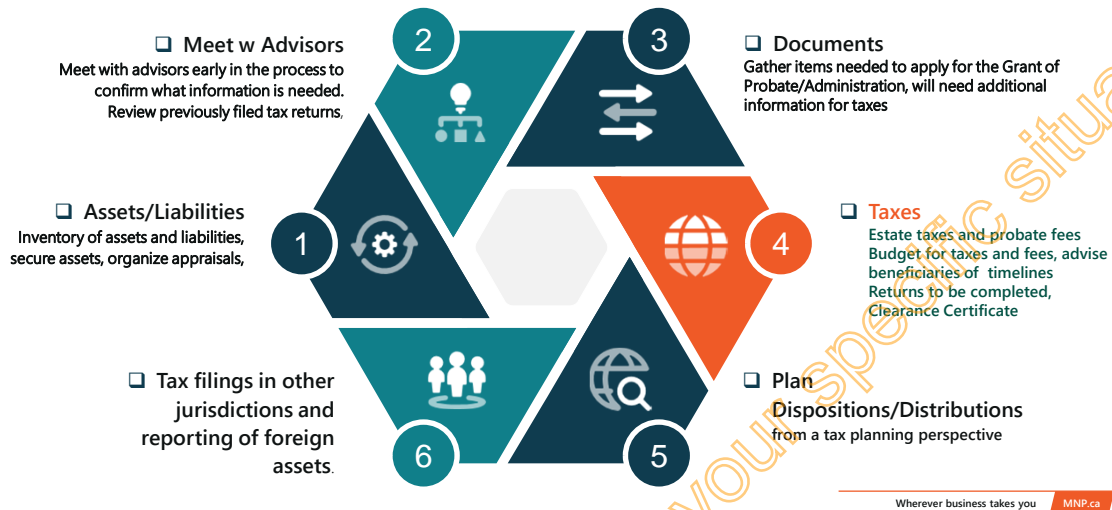 1
❑ Assets/Liabilities
Inventory of assets and liabilities,
secure assets, organize appraisals,
2
❑ Meet w Advisors
Meet with advisors early in the process to
confirm what information is needed.
Review previously filed tax returns,
3
❑ Documents
Gather items needed to apply for the Grant of
Probate/Administration, will need additional
information for taxes
4
❑ Taxes
Estate taxes and probate fees
Budget for taxes and fees, advise
beneficiaries of timelines
Returns to be completed,
Clearance Certificate
5
❑ Plan
Dispositions/Distributions
from a tax planning perspective
6
❑ Tax filings in other
jurisdictions and
reporting of foreign
assets.
your specific situa
Wherever business takes you
MNP.ca